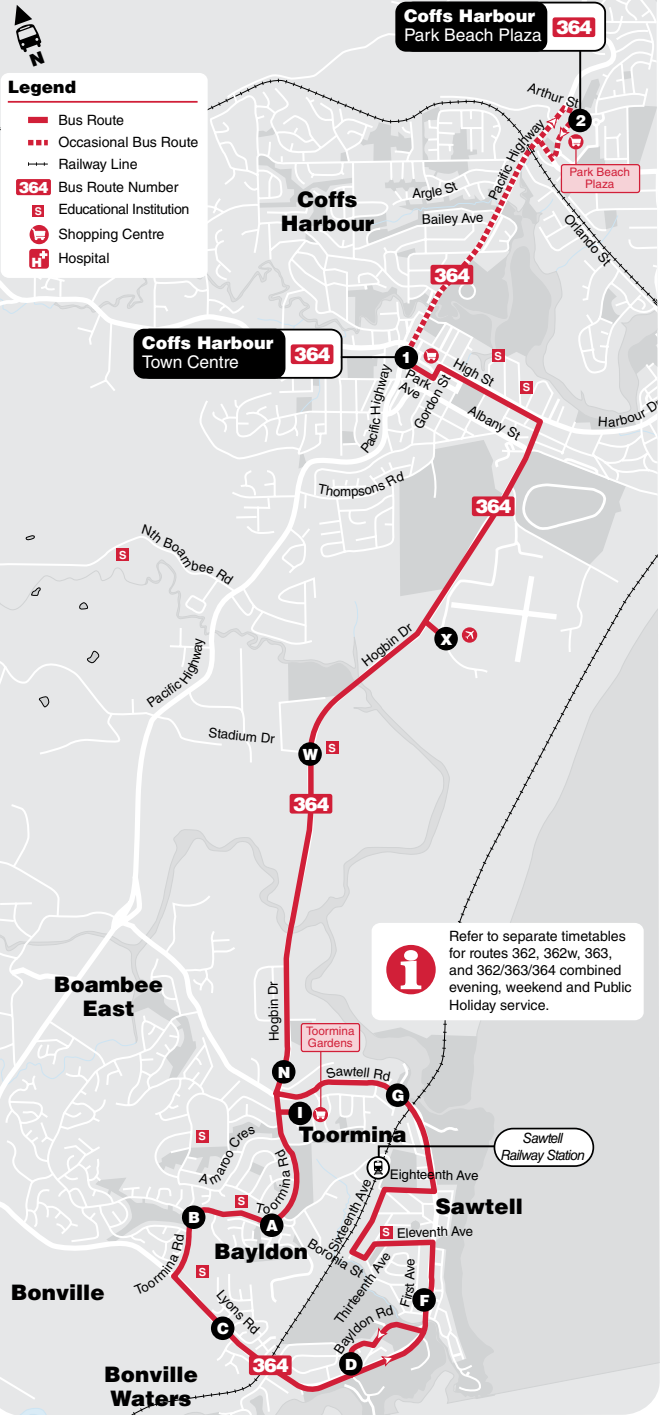 Coffs Harbour
Park Beach Plaza
364
N
Legend
Bus Route
Occasional Bus Route
Railway Line
364 Bus Route Number
S Educational Institution
Shopping Centre
H Hospital
Arthur St
2
Pacific Highway
Park Beach
Plaza
Argle St
Coffs
Harbour
Bailey Ave
Orlando St
364
Coffs Harbour
Town Centre
364
1
S
High St
Park
Ave
S
Gordon St
Pacific Highway
Albany St
Harbour Dr
Thompsons Rd
364
Nth Boambee Rd
S
Hogbin Dr
X
Pacific Highway
Stadium Dr
W
S
364
i
Refer to separate timetables
for routes 362, 362w, 363,
and 362/363/364 combined
evening, weekend and Public
Holiday service.
Boambee
East
Hogbin Dr
Toormina
Gardens
N
Sawtell Rd
G
I
Toormina
S
Amaroo Cres
Sawtell
Railway Station
Eighteenth Ave
Toormina Rd
Sixteenth Ave
Sawtell
S
B
A
S
Eleventh Ave
Bayldon
Boronia St
Toormina Rd
S
Thirteenth Ave
First Ave
Bonville
Lyons Rd
F
C
Bayldon Rd
D
364
Bonville
Waters